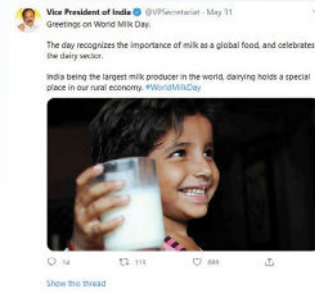 Vice President of India @VPSecretariat · May 31
Greetings on World Milk Day.
The day recognizes the importance of milk as a global food, and celebrates
the dairy sector.
India being the largest milk producer in the world, dairying holds a special
place in our rural economy. #WorldMilkDay
14
Show this thread